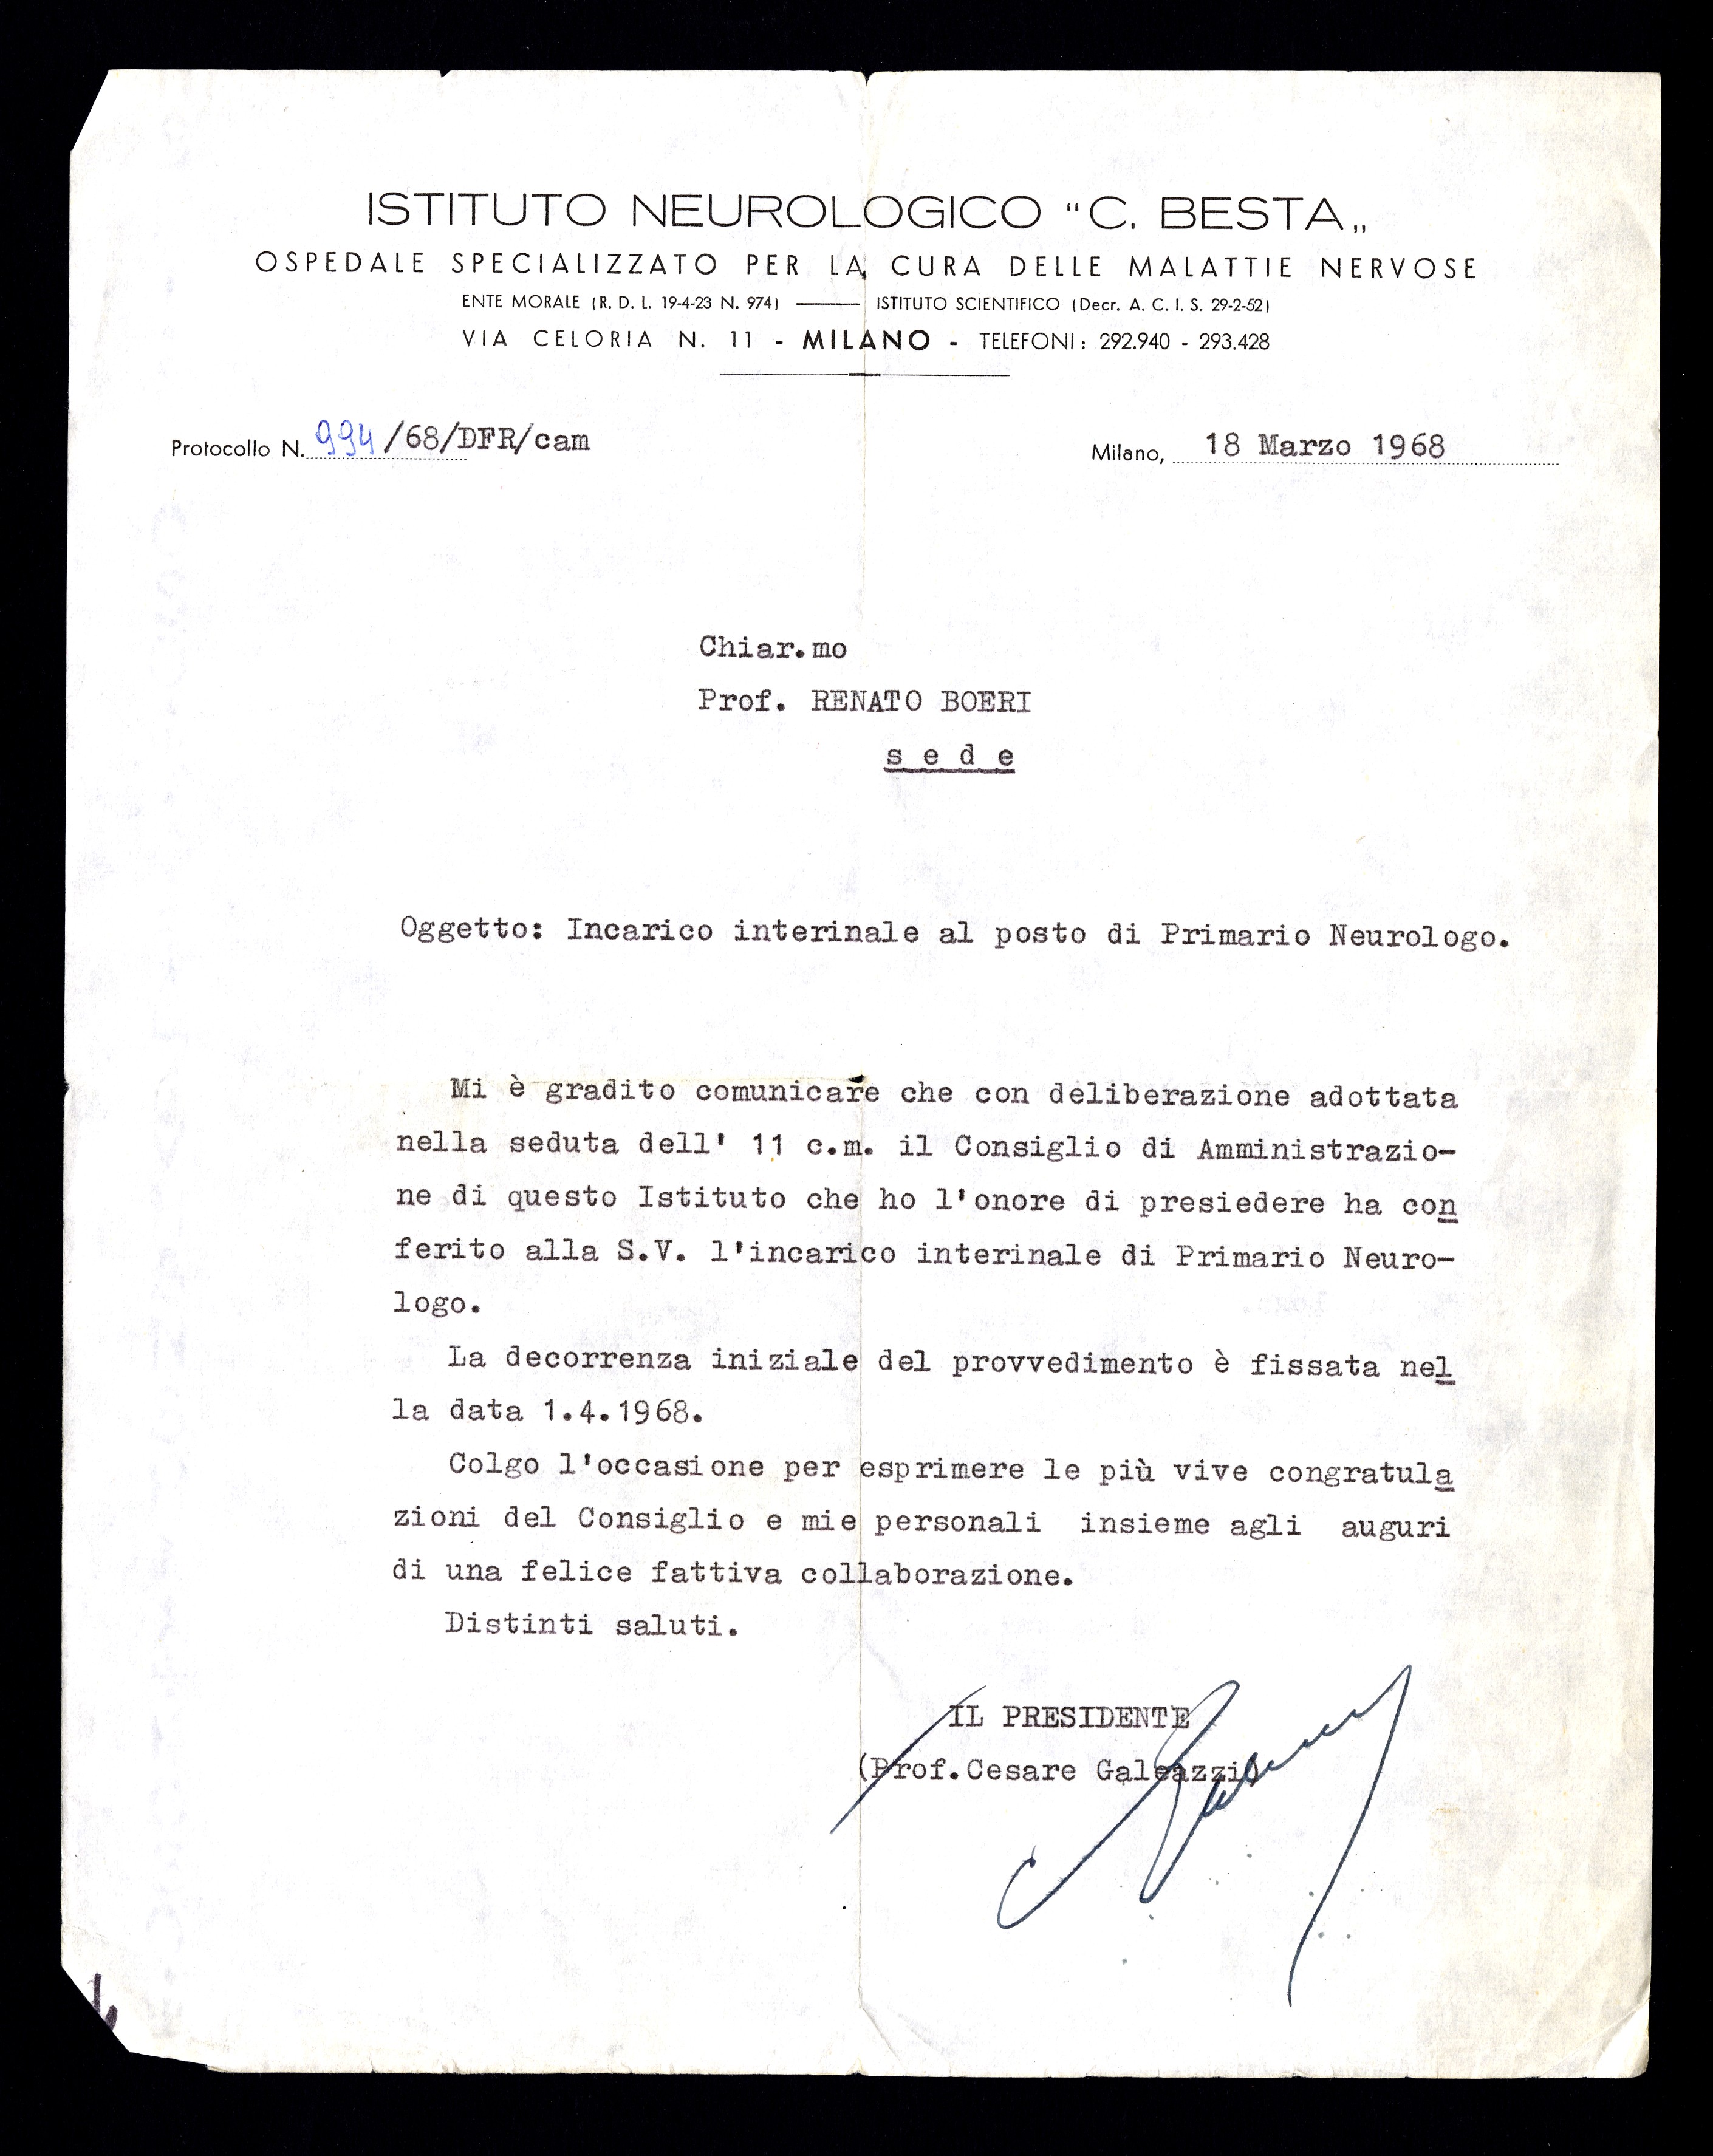 ISTITUTO NEUROLOGICO “C. BESTA„
OSPEDALE SPECIALIZZATO PER LA CURA DELLE MALATTIE NERVOSE
ENTE MORALE (R. D. L. 19-4-23 N. 974) ——— ISTITUTO SCIENTIFICO (Decr. A. C. I. S. 29-2-52)
VIA CELORIA N. 11 - MILANO - TELEFONI: 292.940 - 293.428
Protocollo N. 994/68/DFR/cam
Milano, 18 Marzo 1968
Chiar.mo
Prof. RENATO BOERI
s e d e
Oggetto: Incarico interinale al posto di Primario Neurologo.
Mi è gradito comunicare che con deliberazione adottata
nella seduta dell' 11 c.m. il Consiglio di Amministrazio-
ne di questo Istituto che ho l'onore di presiedere ha con
ferito alla S.V. l'incarico interinale di Primario Neuro-
logo.
La decorrenza iniziale del provvedimento è fissata nel
la data 1.4.1968.
Colgo l'occasione per esprimere le più vive congratula
zioni del Consiglio e mie personali insieme agli auguri
di una felice fattiva collaborazione.
Distinti saluti.
IL PRESIDENTE
(Prof.Cesare Galeazzi)